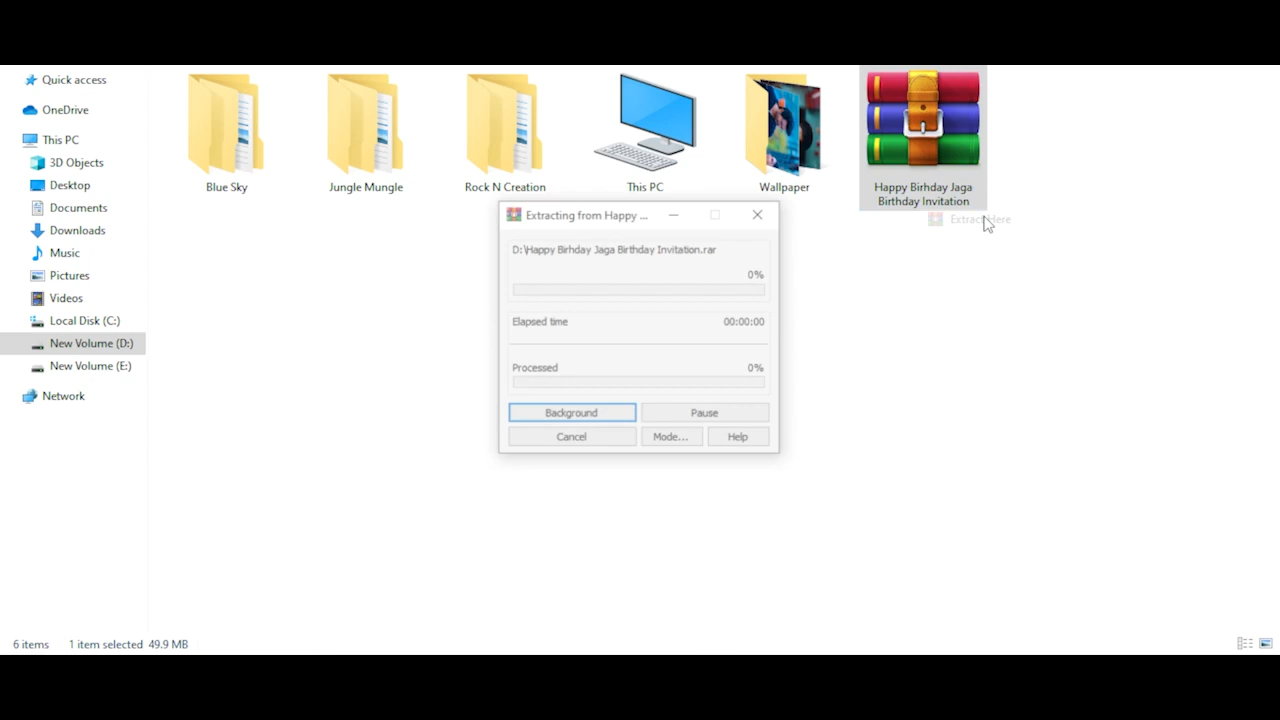 Quick access
OneDrive
This PC
3D Objects
Desktop
Documents
Downloads
Music
Pictures
Videos
Local Disk (C:)
New Volume (D:)
New Volume (E:)
Network
Blue Sky
Jungle Mungle
Rock N Creation
This PC
Wallpaper
Happy Birhday Jaga
Birthday Invitation
Extract Here
Extracting from Happy ...
D:\Happy Birhday Jaga Birthday Invitation.rar
0%
Elapsed time 00:00:00
Processed 0%
Background Pause
Cancel Mode... Help
6 items 1 item selected 49.9 MB